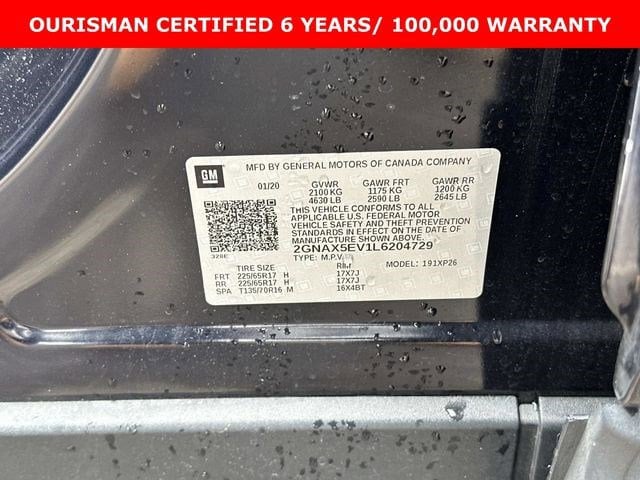 OURISMAN CERTIFIED 6 YEARS/ 100,000 WARRANTY
GM
MFD BY GENERAL MOTORS OF CANADA COMPANY
01/20 GVWR GAWR FRT GAWR RR
2100 KG 1175 KG 1200 KG
4630 LB 2590 LB 2645 LB
THIS VEHICLE CONFORMS TO ALL
APPLICABLE U.S. FEDERAL MOTOR
VEHICLE SAFETY AND THEFT PREVENTION
STANDARDS IN EFFECT ON THE DATE OF
MANUFACTURE SHOWN ABOVE.
328E 2GNAX5EV1L6204729
TYPE: M.P.V. MODEL: 191XP26
TIRE SIZE RIM
FRT 225/65R17 H 17X7J
RR 225/65R17 H 17X7J
SPA T135/70R16 M 16X4BT